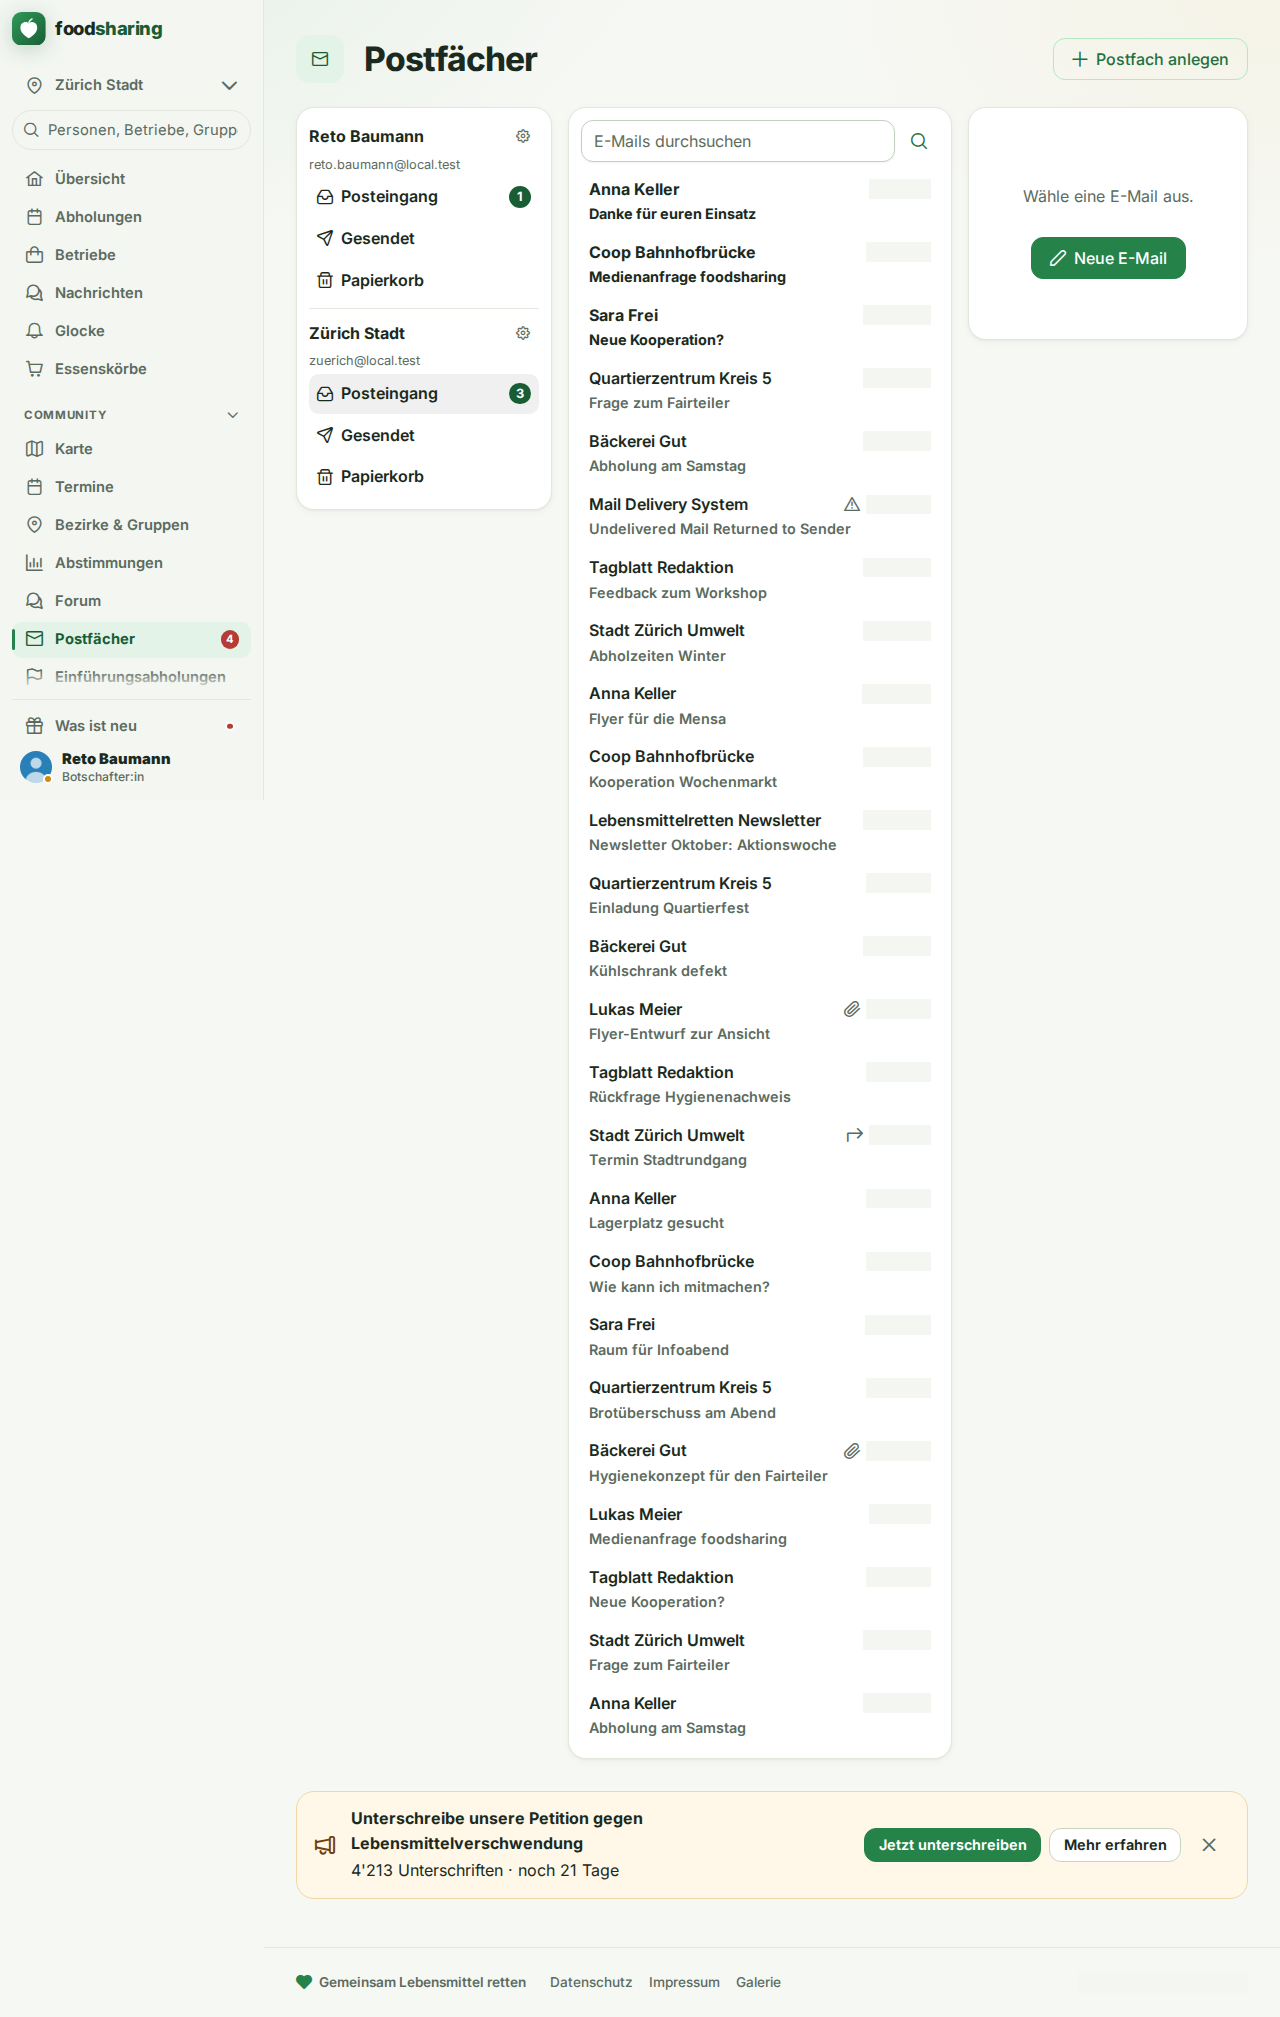 foodsharing
Zürich Stadt
Personen, Betriebe, Grupp
Übersicht
Abholungen
Betriebe
Nachrichten
Glocke
Essenskörbe
COMMUNITY
Karte
Termine
Bezirke & Gruppen
Abstimmungen
Forum
Postfächer 4
Einführungsabholungen
Was ist neu
Reto Baumann
Botschafter:in
Postfächer
Postfach anlegen
Reto Baumann
reto.baumann@local.test
Posteingang 1
Gesendet
Papierkorb
Zürich Stadt
zuerich@local.test
Posteingang 3
Gesendet
Papierkorb
E-Mails durchsuchen
Anna Keller
Danke für euren Einsatz
Coop Bahnhofbrücke
Medienanfrage foodsharing
Sara Frei
Neue Kooperation?
Quartierzentrum Kreis 5
Frage zum Fairteiler
Bäckerei Gut
Abholung am Samstag
Mail Delivery System
Undelivered Mail Returned to Sender
Tagblatt Redaktion
Feedback zum Workshop
Stadt Zürich Umwelt
Abholzeiten Winter
Anna Keller
Flyer für die Mensa
Coop Bahnhofbrücke
Kooperation Wochenmarkt
Lebensmittelretten Newsletter
Newsletter Oktober: Aktionswoche
Quartierzentrum Kreis 5
Einladung Quartierfest
Bäckerei Gut
Kühlschrank defekt
Lukas Meier
Flyer-Entwurf zur Ansicht
Tagblatt Redaktion
Rückfrage Hygienenachweis
Stadt Zürich Umwelt
Termin Stadtrundgang
Anna Keller
Lagerplatz gesucht
Coop Bahnhofbrücke
Wie kann ich mitmachen?
Sara Frei
Raum für Infoabend
Quartierzentrum Kreis 5
Brotüberschuss am Abend
Bäckerei Gut
Hygienekonzept für den Fairteiler
Lukas Meier
Medienanfrage foodsharing
Tagblatt Redaktion
Neue Kooperation?
Stadt Zürich Umwelt
Frage zum Fairteiler
Anna Keller
Abholung am Samstag
Wähle eine E-Mail aus.
Neue E-Mail
Unterschreibe unsere Petition gegen
Lebensmittelverschwendung
4'213 Unterschriften · noch 21 Tage
Jetzt unterschreiben
Mehr erfahren
Gemeinsam Lebensmittel retten
Datenschutz
Impressum
Galerie